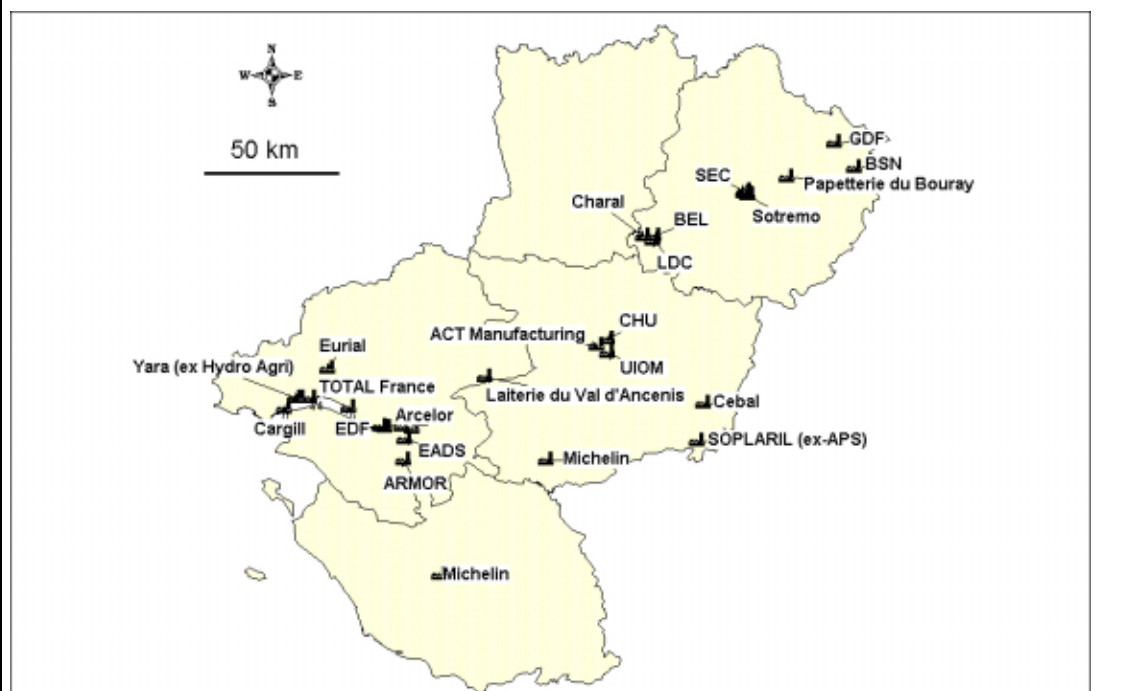 N
W E
S
50 km
GDF
BSN
SEC
Papetterie du Bouray
Charal
Sotremo
BEL
LDC
CHU
ACT Manufacturing
Eurial
UIOM
Yara (ex Hydro Agri)
TOTAL France
Laiterie du Val d'Ancenis
Cebal
Arcelor
Cargill
EDF
SOPLARIL (ex-APS)
EADS
Michelin
ARMOR
Michelin